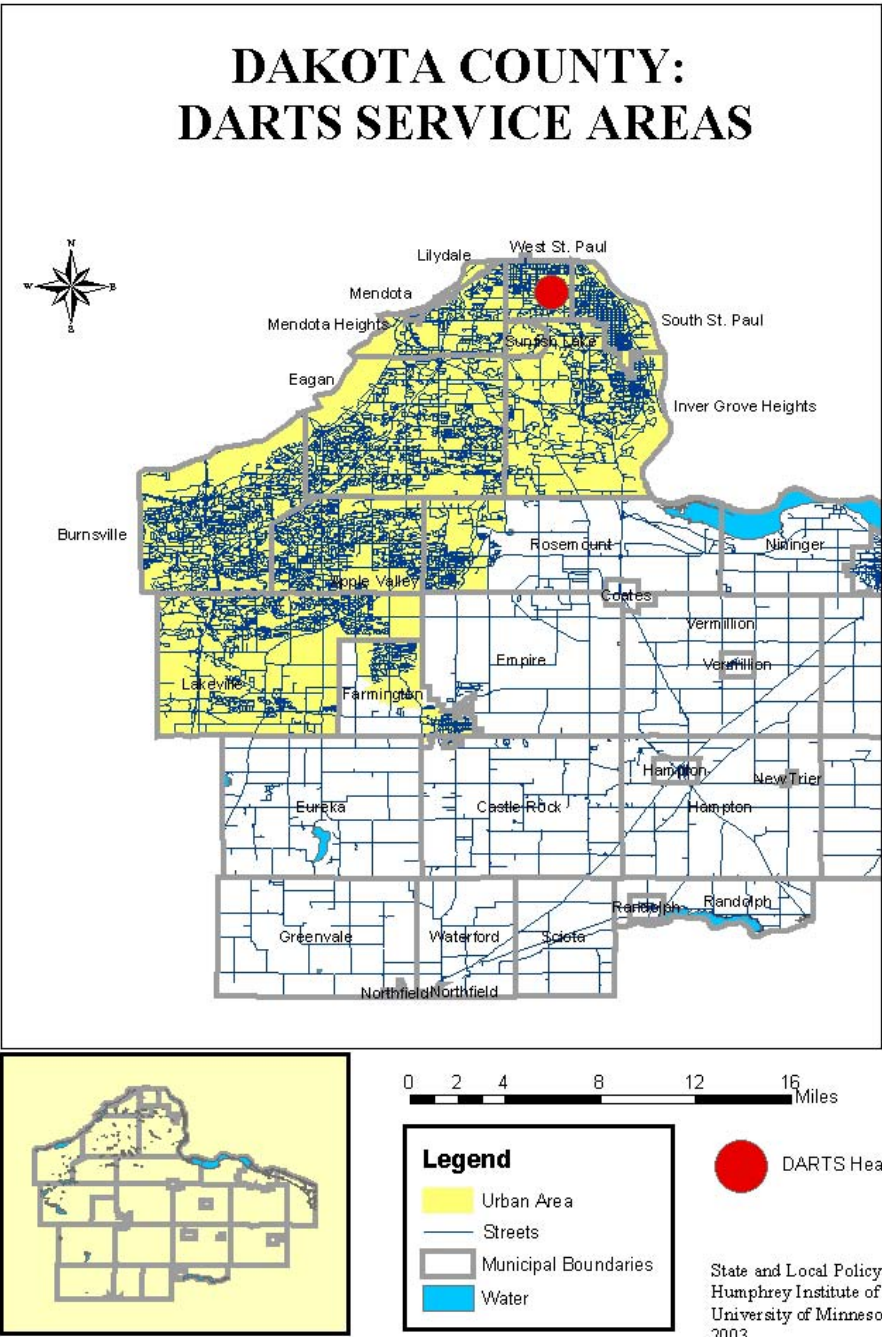 DAKOTA COUNTY:
DARTS SERVICE AREAS
N
W
E
S
West St. Paul
Lilydale
Mendota
Mendota Heights
South St. Paul
Sunfish Lake
Eagan
Inver Grove Heights
Burnsville
Rosemount
Nininger
Apple Valley
Coates
Vermillion
Empire
Vermillion
Lakeville
Farmington
Hampton
New Trier
Eureka
Castle Rock
Hampton
Randolph
Randolph
Greenvale
Waterford
Sciota
Northfield
Northfield
0 2 4 8 12 16
Miles
Legend
Urban Area
Streets
Municipal Boundaries
Water
DARTS Hea
State and Local Policy
Humphrey Institute of
University of Minneso
2003